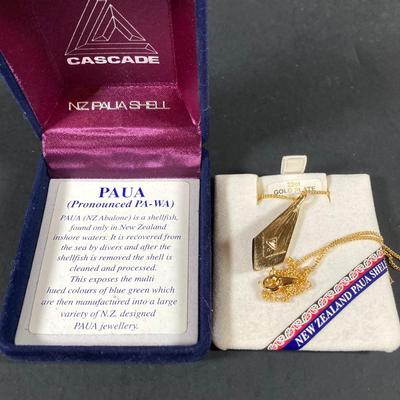 CASCADE
NZ PAUA SHELL
PAUA
(Pronounced PA-WA)
PAUA (NZ Abalone) is a shellfish,
found only in New Zealand
inshore waters. It is recovered from
the sea by divers and after the
shellfish is removed the shell is
cleaned and processed.
This exposes the multi
hued colours of blue green which
are then manufactured into a large
variety of N.Z. designed
PAUA jewellery.
GOLD PLATE
NEW ZEALAND PAUA SHELL